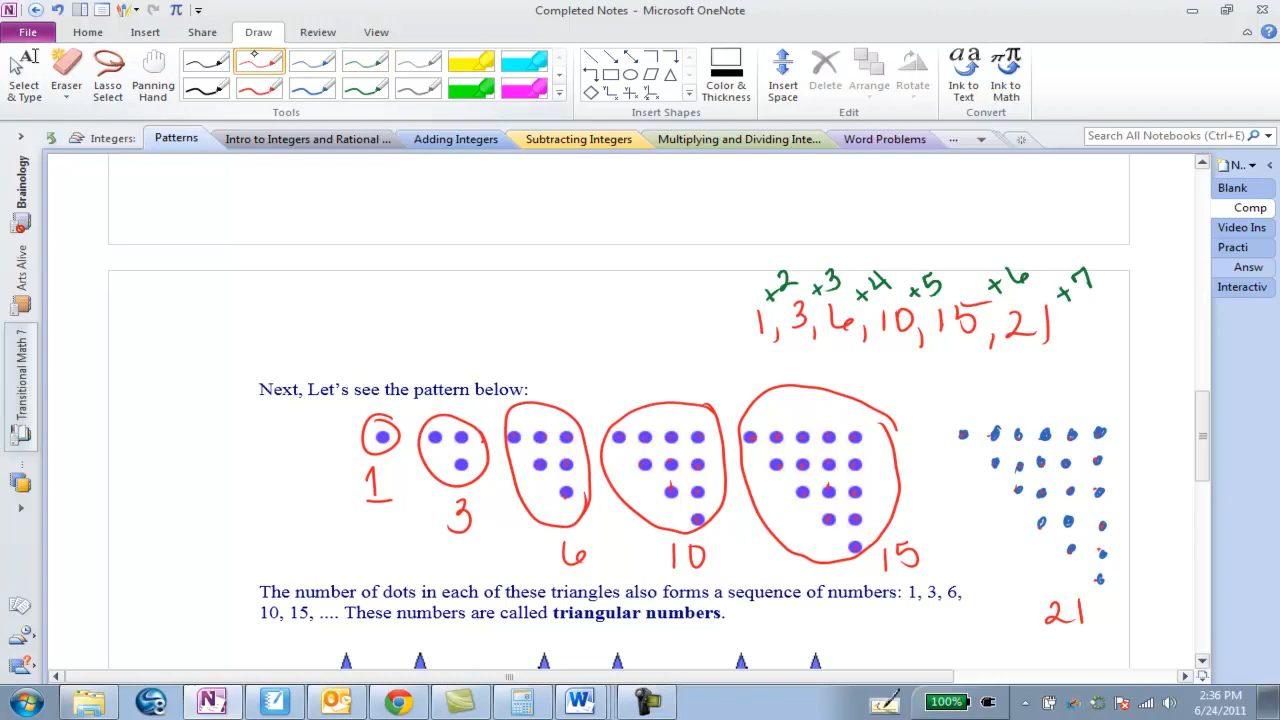 Completed Notes - Microsoft OneNote
File Home Insert Share Draw Review View
Select & Type
Eraser
Lasso Select
Panning Hand
Color & Thickness
Insert Space
Delete
Arrange
Rotate
Ink to Text
Ink to Math
Tools
Insert Shapes
Edit
Convert
Integers: Patterns Intro to Integers and Rational ... Adding Integers Subtracting Integers Multiplying and Dividing Inte... Word Problems ...
Search All Notebooks (Ctrl+E)
Brainology
Arts Alive
Transitional Math 7
N..
Blank
Comp
Video Ins
Practi
Answ
Interactiv
+2 +3 +4 +5 +6 +7
1, 3, 6, 10, 15, 21
Next, Let's see the pattern below:
1
3
6
10
15
21
The number of dots in each of these triangles also forms a sequence of numbers: 1, 3, 6,
10, 15, .... These numbers are called triangular numbers.
100%
2:36 PM
6/24/2011